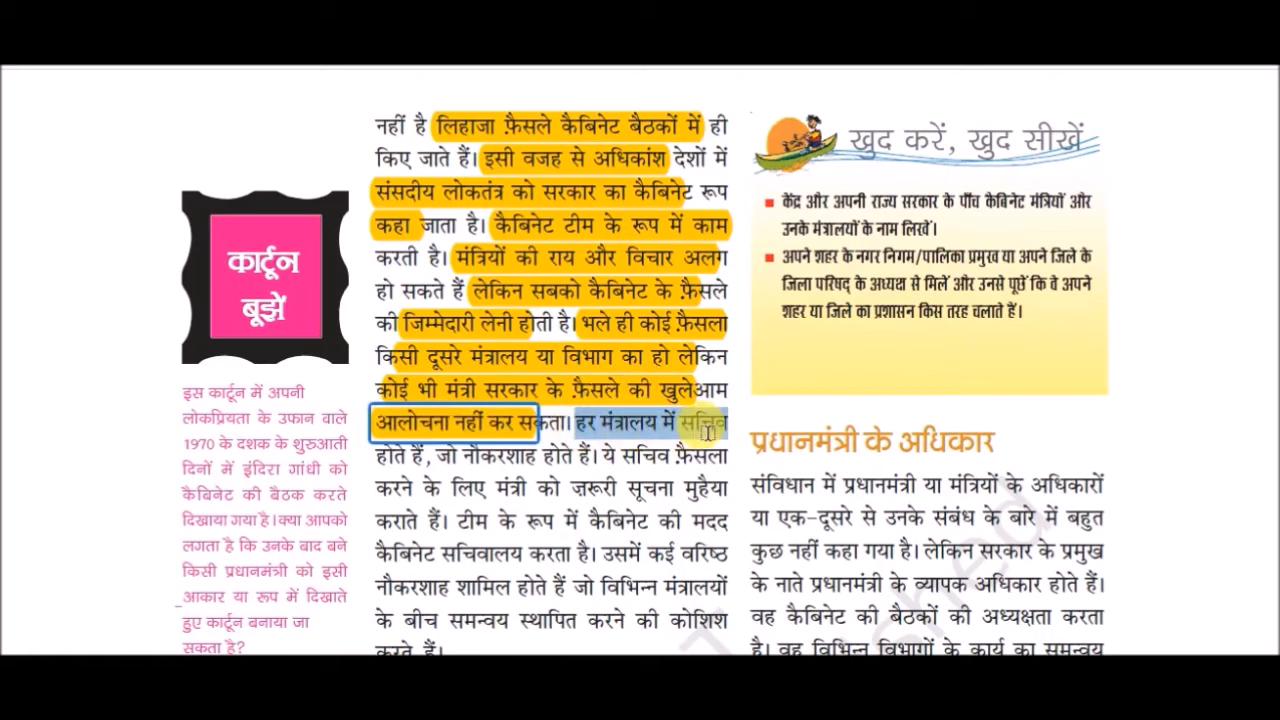 कार्टून
बूझें
इस कार्टून में अपनी
लोकप्रियता के उफान वाले
1970 के दशक के शुरुआती
दिनों में इंदिरा गांधी को
कैबिनेट की बैठक करते
दिखाया गया है। क्या आपको
लगता है कि उनके बाद बने
किसी प्रधानमंत्री को इसी
आकार या रूप में दिखाते
हुए कार्टून बनाया जा
सकता है?
नहीं है लिहाजा फ़ैसले कैबिनेट बैठकों में ही
किए जाते हैं। इसी वजह से अधिकांश देशों में
संसदीय लोकतंत्र को सरकार का कैबिनेट रूप
कहा जाता है। कैबिनेट टीम के रूप में काम
करती है। मंत्रियों की राय और विचार अलग
हो सकते हैं लेकिन सबको कैबिनेट के फ़ैसले
की जिम्मेदारी लेनी होती है। भले ही कोई फ़ैसला
किसी दूसरे मंत्रालय या विभाग का हो लेकिन
कोई भी मंत्री सरकार के फ़ैसले की खुलेआम
आलोचना नहीं कर सकता। हर मंत्रालय में सचिव
होते हैं, जो नौकरशाह होते हैं। ये सचिव फ़ैसला
करने के लिए मंत्री को ज़रूरी सूचना मुहैया
कराते हैं। टीम के रूप में कैबिनेट की मदद
कैबिनेट सचिवालय करता है। उसमें कई वरिष्ठ
नौकरशाह शामिल होते हैं जो विभिन्न मंत्रालयों
के बीच समन्वय स्थापित करने की कोशिश
करते हैं।
खुद करें, खुद सीखें
■ केंद्र और अपनी राज्य सरकार के पाँच कैबिनेट मंत्रियों और
उनके मंत्रालयों के नाम लिखें।
■ अपने शहर के नगर निगम/पालिका प्रमुख या अपने जिले के
जिला परिषद् के अध्यक्ष से मिलें और उनसे पूछें कि वे अपने
शहर या जिले का प्रशासन किस तरह चलाते हैं।
प्रधानमंत्री के अधिकार
संविधान में प्रधानमंत्री या मंत्रियों के अधिकारों
या एक-दूसरे से उनके संबंध के बारे में बहुत
कुछ नहीं कहा गया है। लेकिन सरकार के प्रमुख
के नाते प्रधानमंत्री के व्यापक अधिकार होते हैं।
वह कैबिनेट की बैठकों की अध्यक्षता करता
है। वह विभिन्न विभागों के कार्य का समन्वय